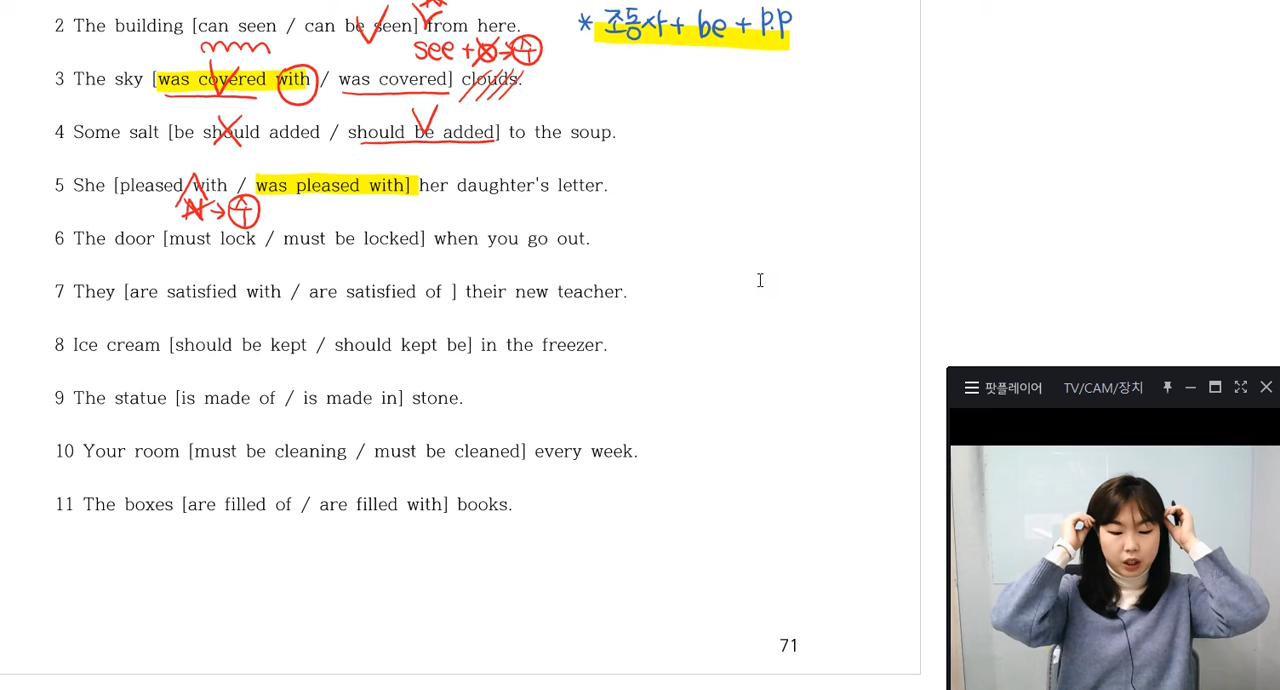 2 The building [can seen / can be seen] from here.
* 조동사 + be + P.P
see +
3 The sky [was covered with / was covered] clouds.
4 Some salt [be should added / should be added] to the soup.
5 She [pleased with / was pleased with] her daughter's letter.
6 The door [must lock / must be locked] when you go out.
7 They [are satisfied with / are satisfied of ] their new teacher.
8 Ice cream [should be kept / should kept be] in the freezer.
팟플레이어 TV/CAM/장치
9 The statue [is made of / is made in] stone.
10 Your room [must be cleaning / must be cleaned] every week.
11 The boxes [are filled of / are filled with] books.
71